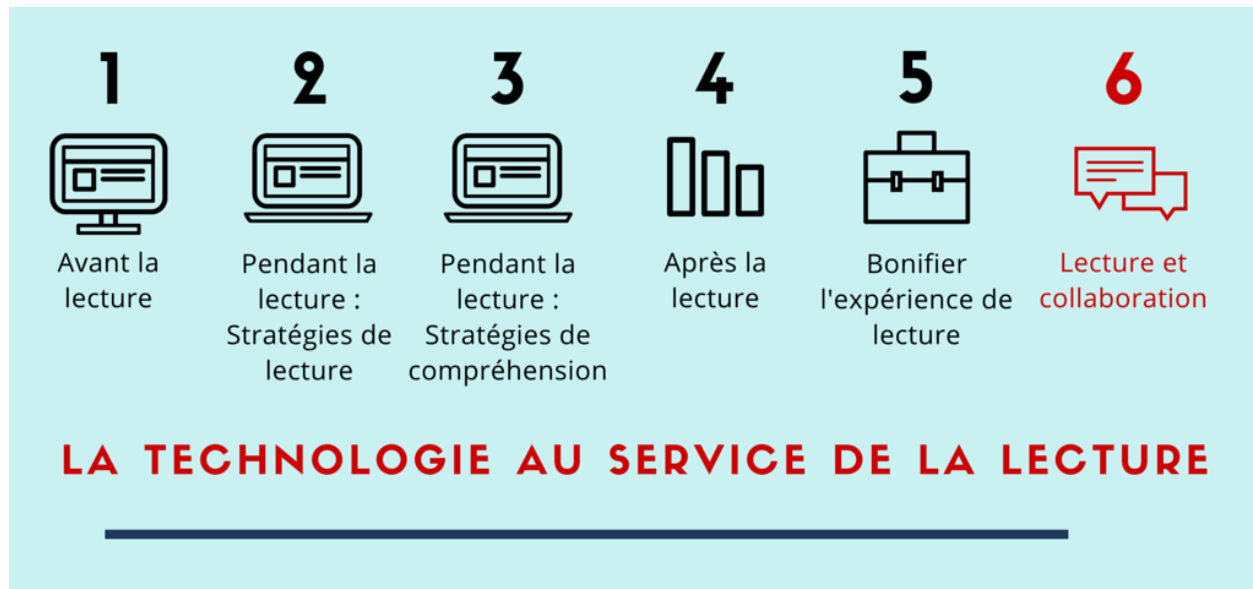 1
2
3
4
5
6
Avant la
lecture
Pendant la
lecture :
Stratégies de
lecture
Pendant la
lecture :
Stratégies de
compréhension
Après la
lecture
Bonifier
l'expérience de
lecture
Lecture et
collaboration
LA TECHNOLOGIE AU SERVICE DE LA LECTURE